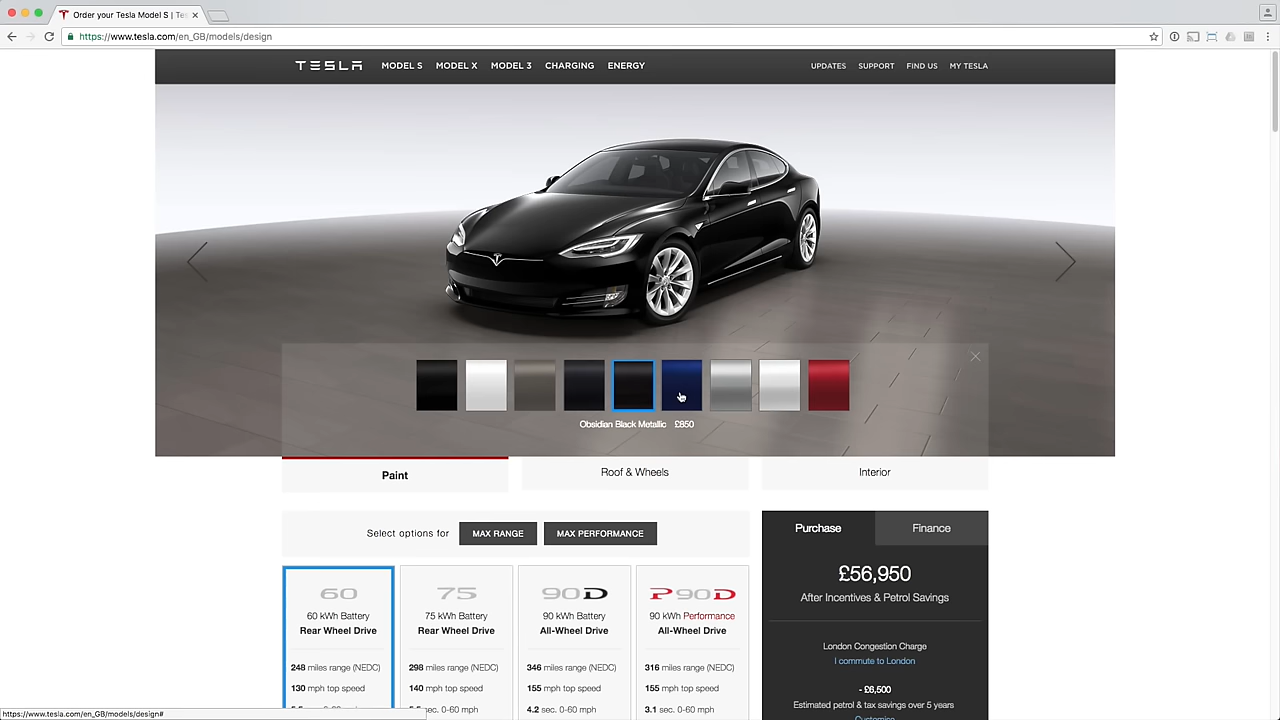 Order your Tesla Model S | Te
https://www.tesla.com/en_GB/models/design
TESLA MODEL S MODEL X MODEL 3 CHARGING ENERGY UPDATES SUPPORT FIND US MY TESLA
Obsidian Black Metallic £850
Paint Roof & Wheels Interior
Select options for MAX RANGE MAX PERFORMANCE
Purchase Finance
£56,950
After Incentives & Petrol Savings
60 75 90D P90D
60 kWh Battery 75 kWh Battery 90 kWh Battery 90 kWh Performance
Rear Wheel Drive Rear Wheel Drive All-Wheel Drive All-Wheel Drive
London Congestion Charge
I commute to London
248 miles range (NEDC) 298 miles range (NEDC) 346 miles range (NEDC) 316 miles range (NEDC)
130 mph top speed 140 mph top speed 155 mph top speed 155 mph top speed
- £6,500
Estimated petrol & tax savings over 5 years
sec. 0-60 mph sec. 0-60 mph 4.2 sec. 0-60 mph 3.1 sec. 0-60 mph
Customise
https://www.tesla.com/en_GB/models/design#